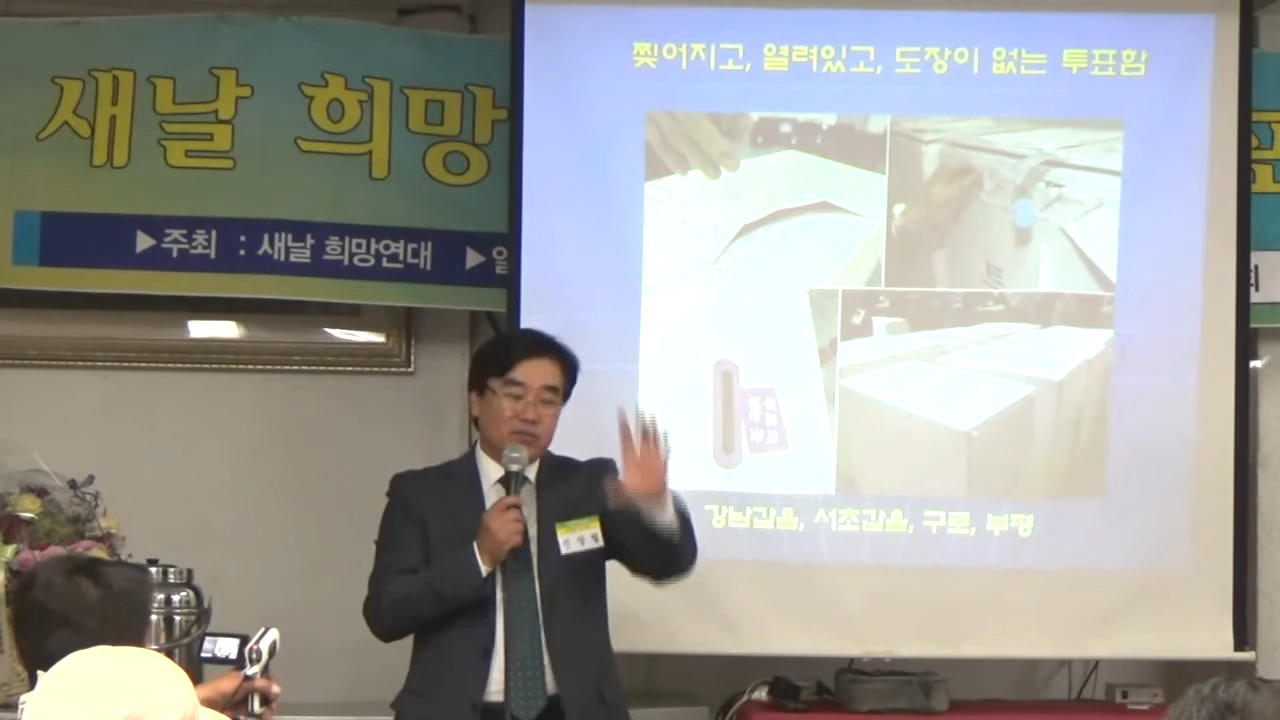 새날 희망
▶주최 : 새날 희망연대 ▶일
찢어지고, 열려있고, 도장이 없는 투표함
강남갑을, 서초갑을, 구로, 부평